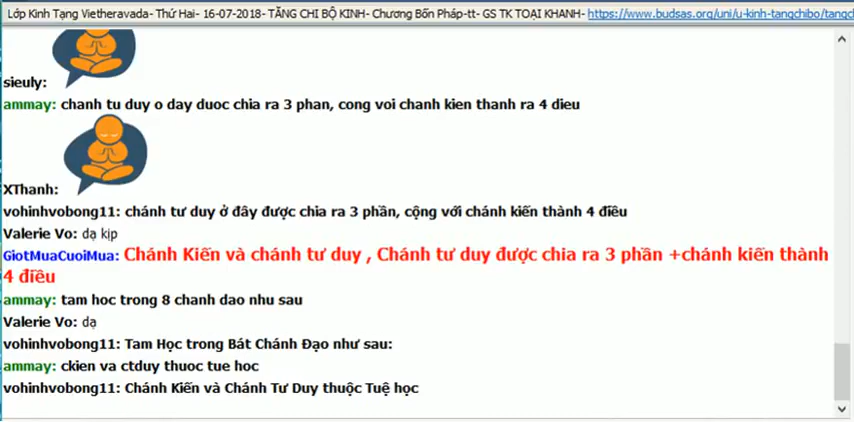 Lớp Kinh Tạng Vietheravada- Thứ Hai- 16-07-2018- TĂNG CHI BỘ KINH- Chương Bốn Pháp-tt- GS TK TOẠI KHANH- https://www.budsas.org/uni/u-kinh-tangchibo/tangc
sieuly:
ammay: chanh tu duy o day duoc chia ra 3 phan, cong voi chanh kien thanh ra 4 dieu
XThanh:
vohinhvobong11: chánh tư duy ở đây được chia ra 3 phần, cộng với chánh kiến thành 4 điều
Valerie Vo: dạ kịp
GiotMuaCuoiMua: Chánh Kiến và chánh tư duy , Chánh tư duy được chia ra 3 phần +chánh kiến thành
4 điều
ammay: tam hoc trong 8 chanh dao nhu sau
Valerie Vo: dạ
vohinhvobong11: Tam Học trong Bát Chánh Đạo như sau:
ammay: ckien va ctduy thuoc tue hoc
vohinhvobong11: Chánh Kiến và Chánh Tư Duy thuộc Tuệ học